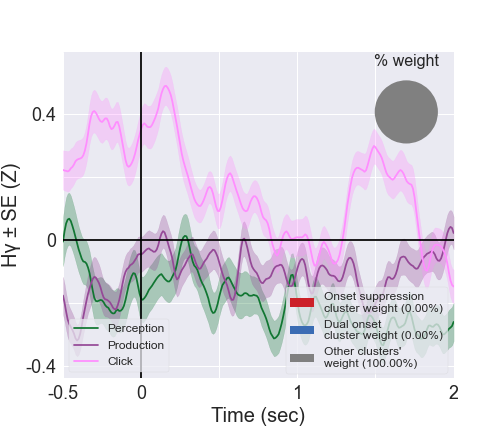 % weight
Hγ ± SE (Z)
0.4
0
-0.4
Perception
Production
Click
Onset suppression
cluster weight (0.00%)
Dual onset
cluster weight (0.00%)
Other clusters'
weight (100.00%)
-0.5
0
1
2
Time (sec)